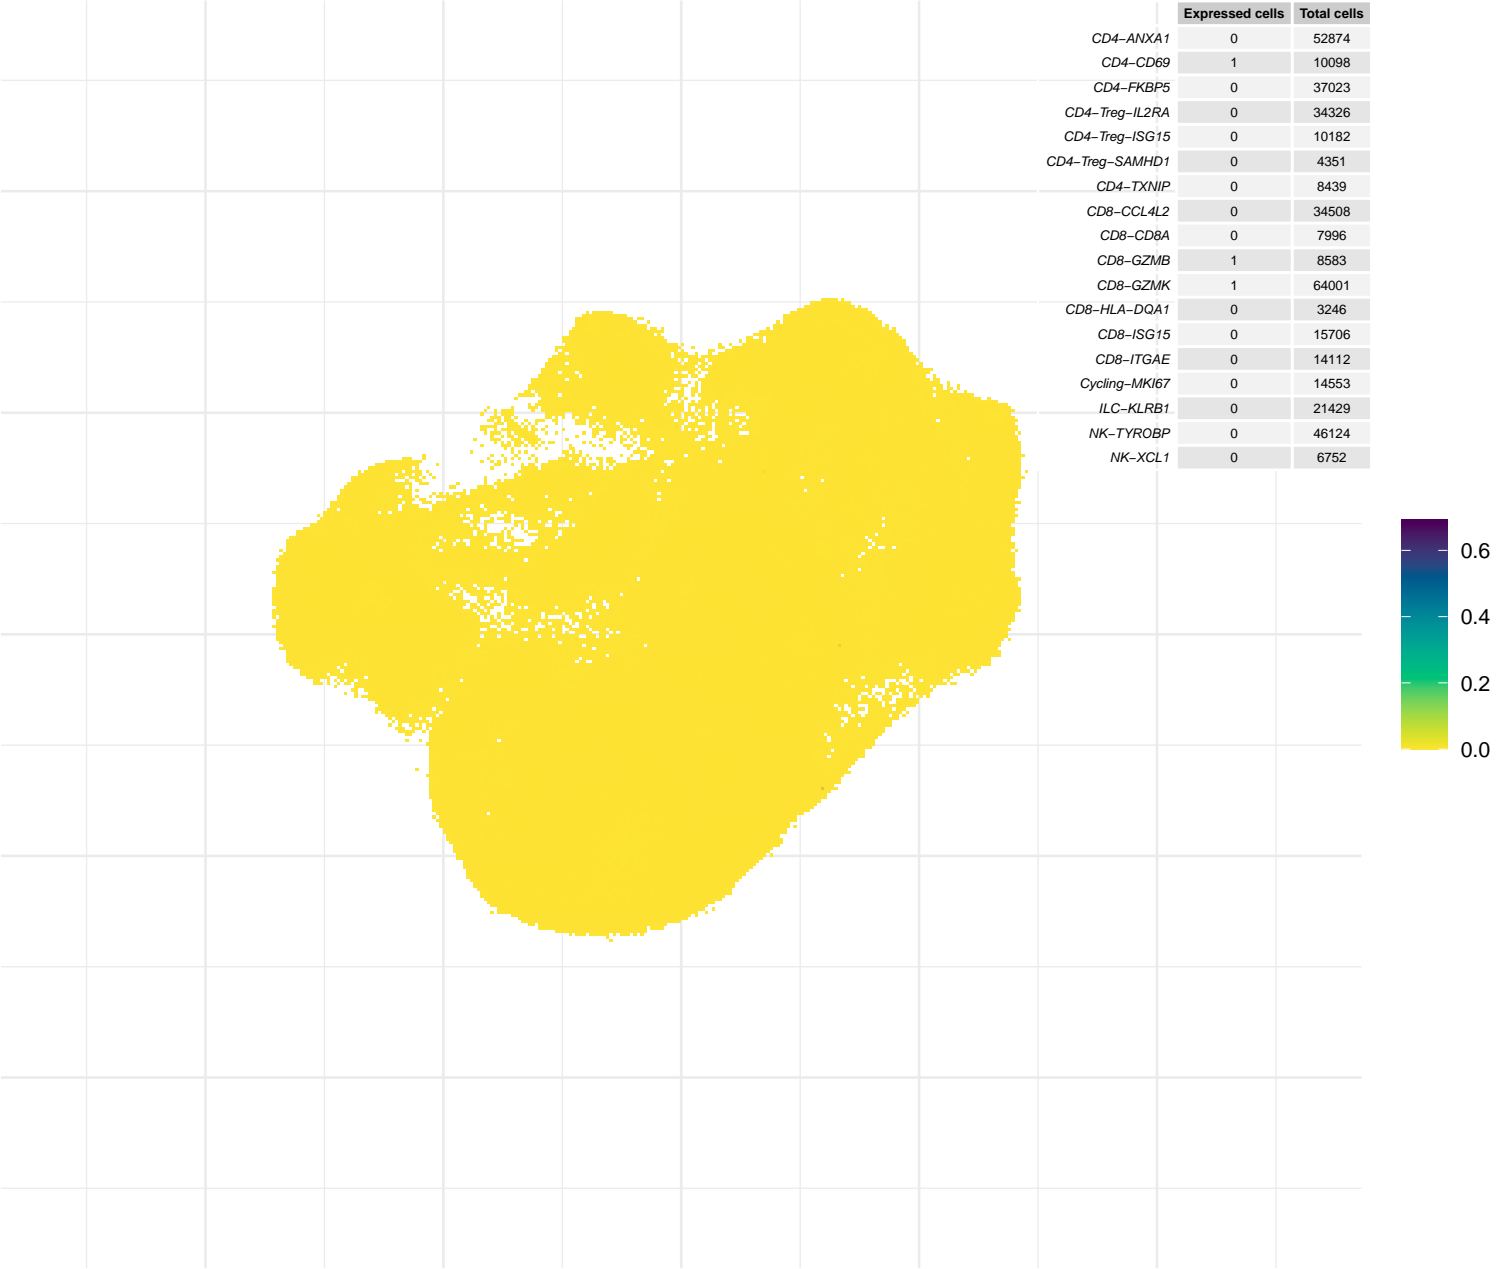 Expressed cells Total cells
CD4−ANXA1 0 52874
CD4−CD69 1 10098
CD4−FKBP5 0 37023
CD4−Treg−IL2RA 0 34326
CD4−Treg−ISG15 0 10182
CD4−Treg−SAMHD1 0 4351
CD4−TXNIP 0 8439
CD8−CCL4L2 0 34508
CD8−CD8A 0 7996
CD8−GZMB 1 8583
CD8−GZMK 1 64001
CD8−HLA−DQA1 0 3246
CD8−ISG15 0 15706
CD8−ITGAE 0 14112
Cycling−MKI67 0 14553
ILC−KLRB1 0 21429
NK−TYROBP 0 46124
NK−XCL1 0 6752
0.6
0.4
0.2
0.0